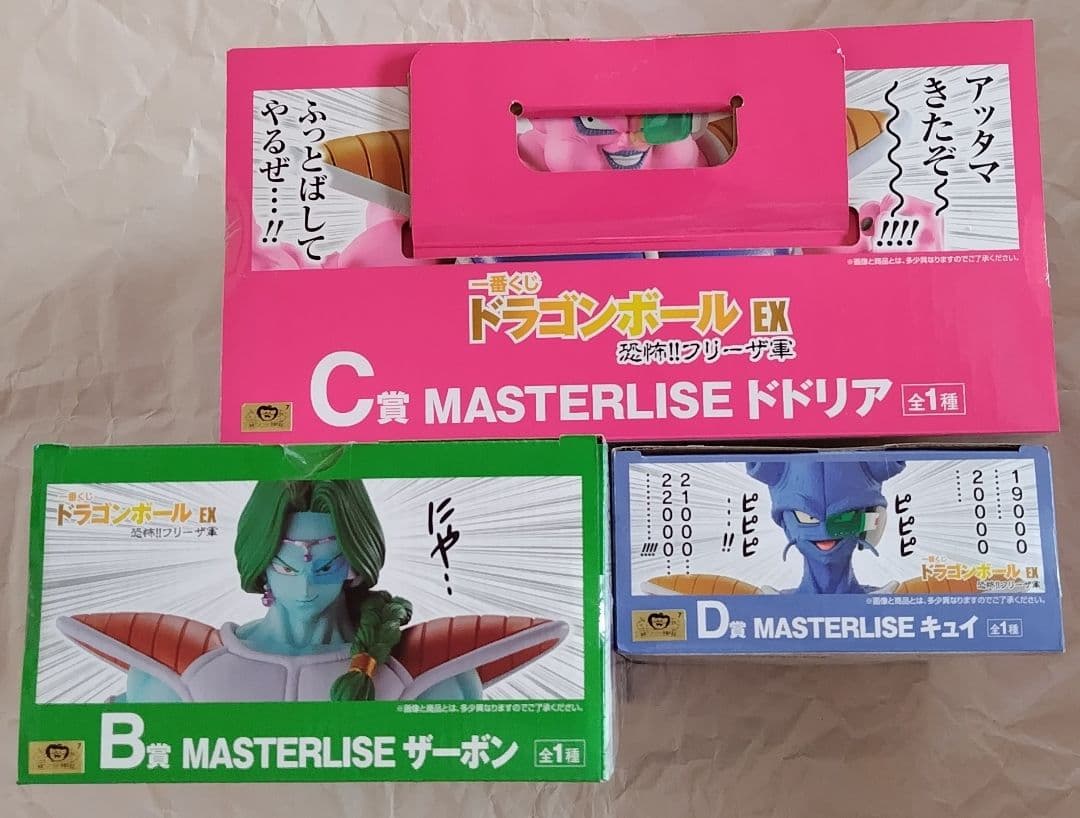 アッタマ
きたぞ〜
〜〜〜!!!!
ふっとばして
やるぜ…!!
※画像と商品とは、多少異なりますのでご了承ください。
一番くじ
ドラゴンボール EX
恐怖!!フリーザ軍
C賞 MASTERLISE ドドリア 全1種
一番くじ
ドラゴンボール EX
恐怖!!フリーザ軍
にゃ…
※画像と商品とは、多少異なりますのでご了承ください。
B賞 MASTERLISE ザーボン 全1種
19000……
20000……
ピピピ
ピピピ…!!
21000……
22000……!!!!
一番くじ
ドラゴンボール EX
恐怖!!フリーザ軍
※画像と商品とは、多少異なりますのでご了承ください。
D賞 MASTERLISE キュイ 全1種